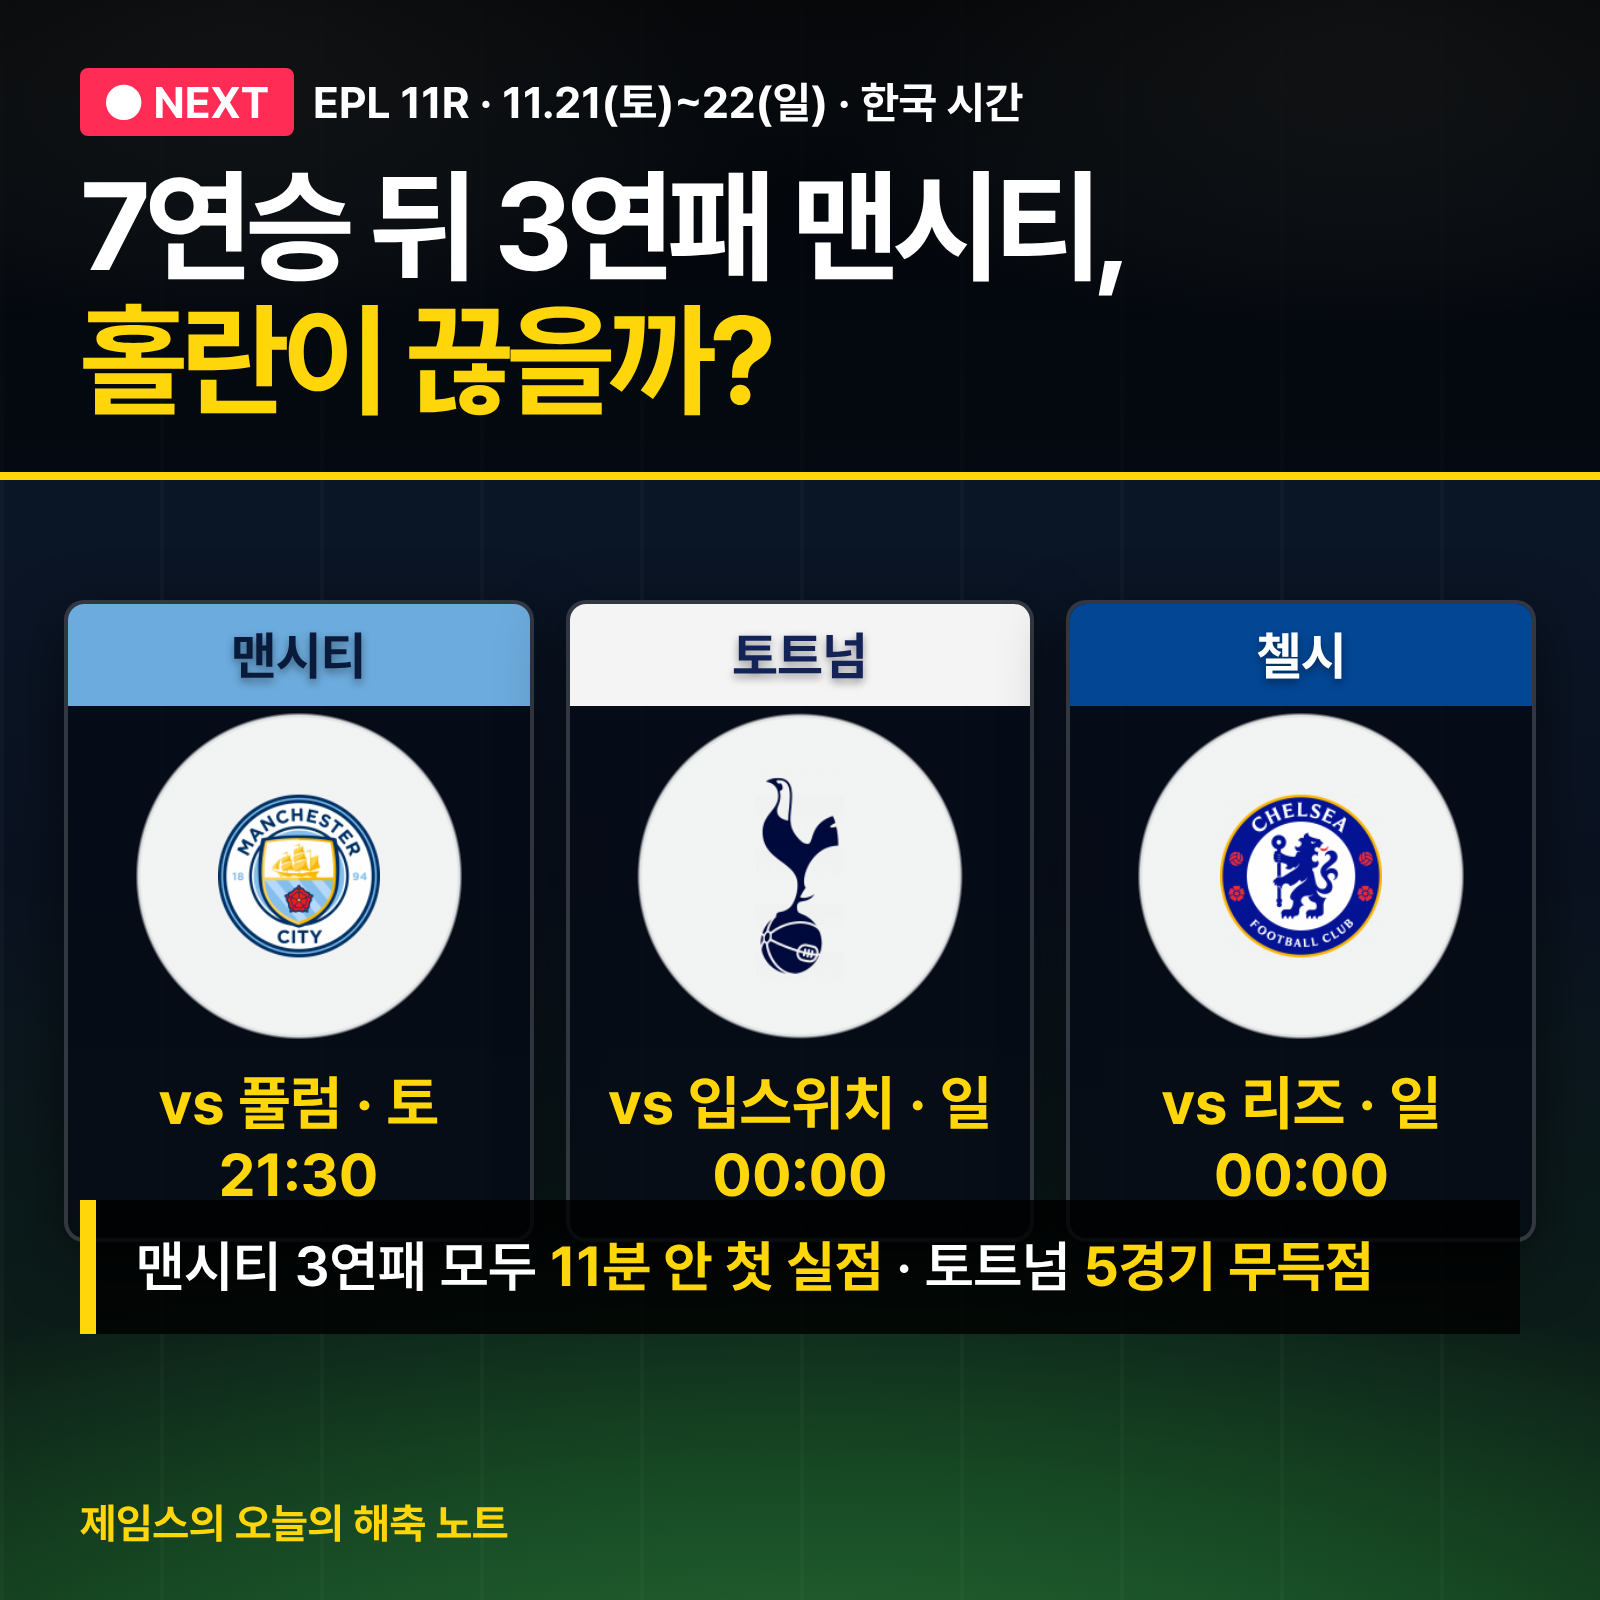 NEXT EPL 11R · 11.21(토)~22(일) · 한국 시간
7연승 뒤 3연패 맨시티,
홀란이 끊을까?
맨시티
MANCHESTER
18 94
CITY
vs 풀럼 · 토
21:30
토트넘
vs 입스위치 · 일
00:00
첼시
CHELSEA
FOOTBALL CLUB
vs 리즈 · 일
00:00
맨시티 3연패 모두 11분 안 첫 실점 · 토트넘 5경기 무득점
제임스의 오늘의 해축 노트